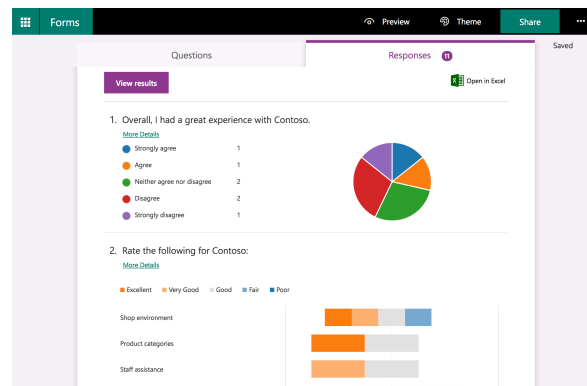 Forms Preview Theme Share ...
Saved
Questions Responses 11
View results Open in Excel
1. Overall, I had a great experience with Contoso.
More Details
Strongly agree 1
Agree 1
Neither agree nor disagree 2
Disagree 2
Strongly disagree 1
2. Rate the following for Contoso:
More Details
Excellent Very Good Good Fair Poor
Shop environment
Product categories
Staff assistance